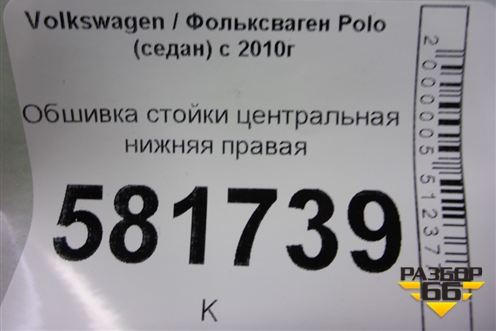 Volkswagen / Фольксваген Polo
(седан) с 2010г
Обшивка стойки центральная
нижняя правая
581739
К
РАЗБОР
66